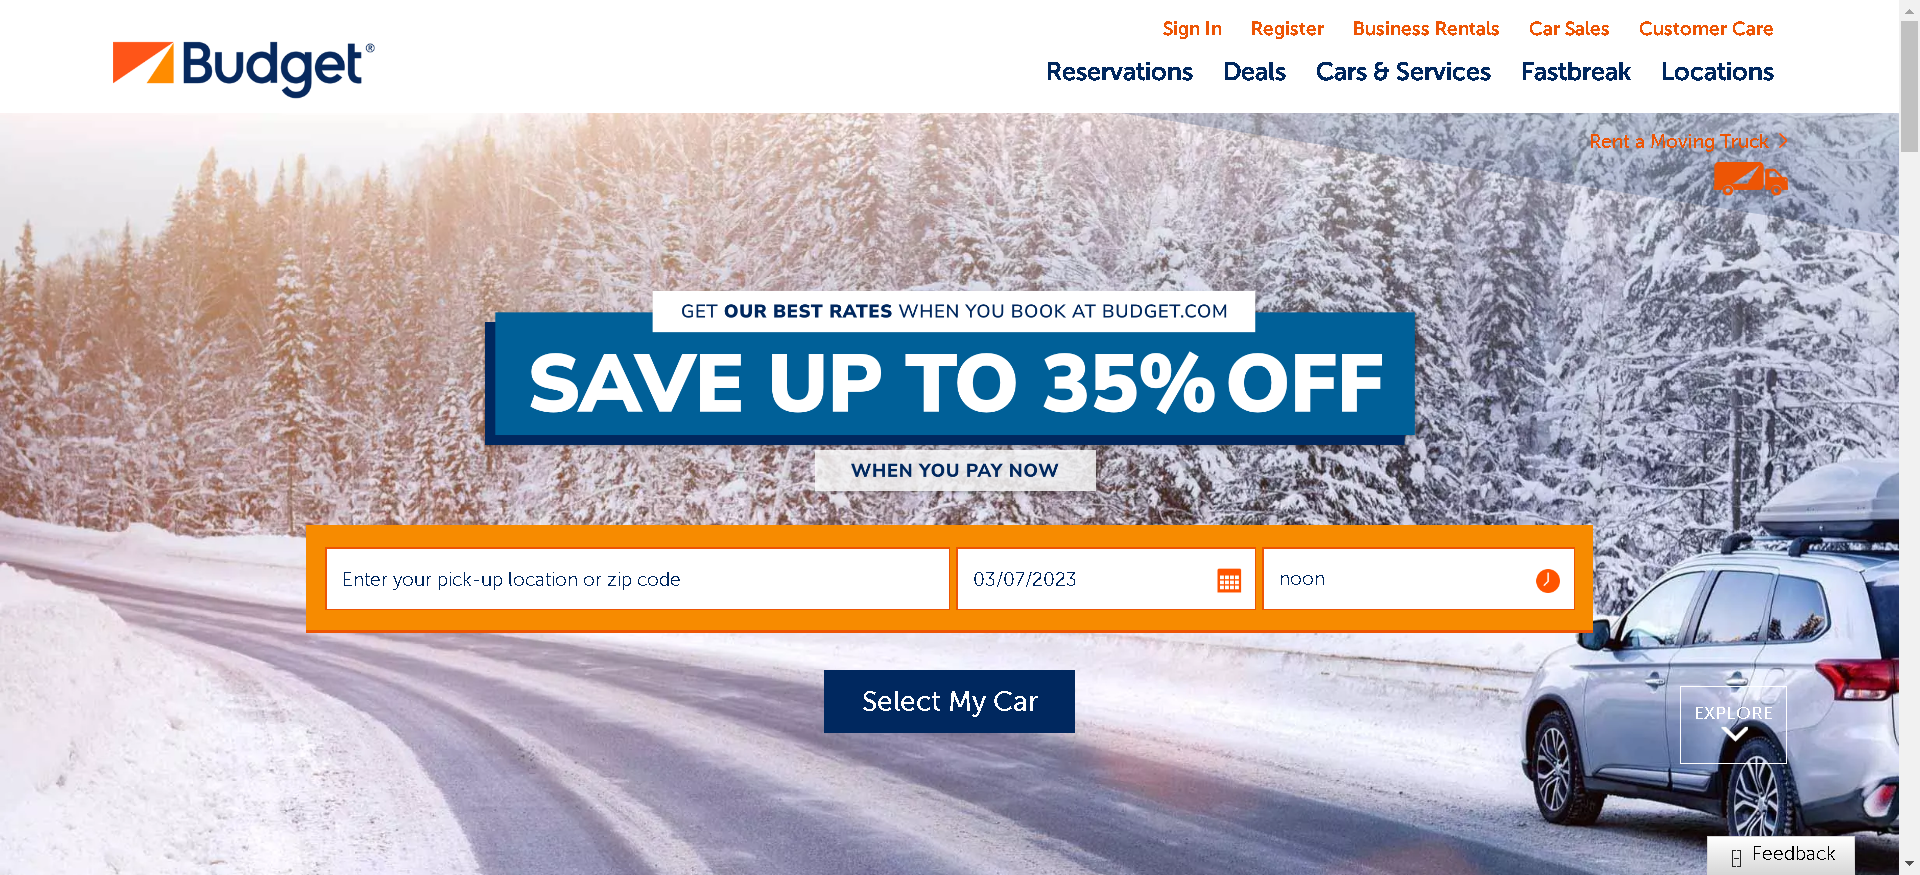 Sign In Register Business Rentals Car Sales Customer Care
Budget®
Reservations Deals Cars & Services Fastbreak Locations
Rent a Moving Truck
GET OUR BEST RATES WHEN YOU BOOK AT BUDGET.COM
SAVE UP TO 35% OFF
WHEN YOU PAY NOW
Enter your pick-up location or zip code 03/07/2023 noon
Select My Car
EXPLORE
Feedback